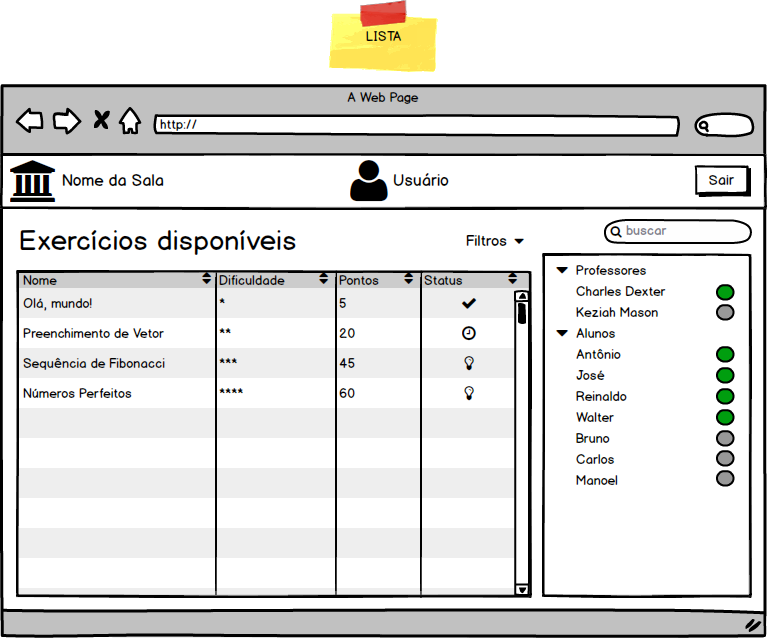 LISTA
A Web Page
http://
Nome da Sala
Usuário
Sair
Exercícios disponíveis
Filtros
buscar
Nome Dificuldade Pontos Status
Olá, mundo! * 5
Preenchimento de Vetor ** 20
Sequência de Fibonacci *** 45
Números Perfeitos **** 60
Professores
Charles Dexter
Keziah Mason
Alunos
Antônio
José
Reinaldo
Walter
Bruno
Carlos
Manoel